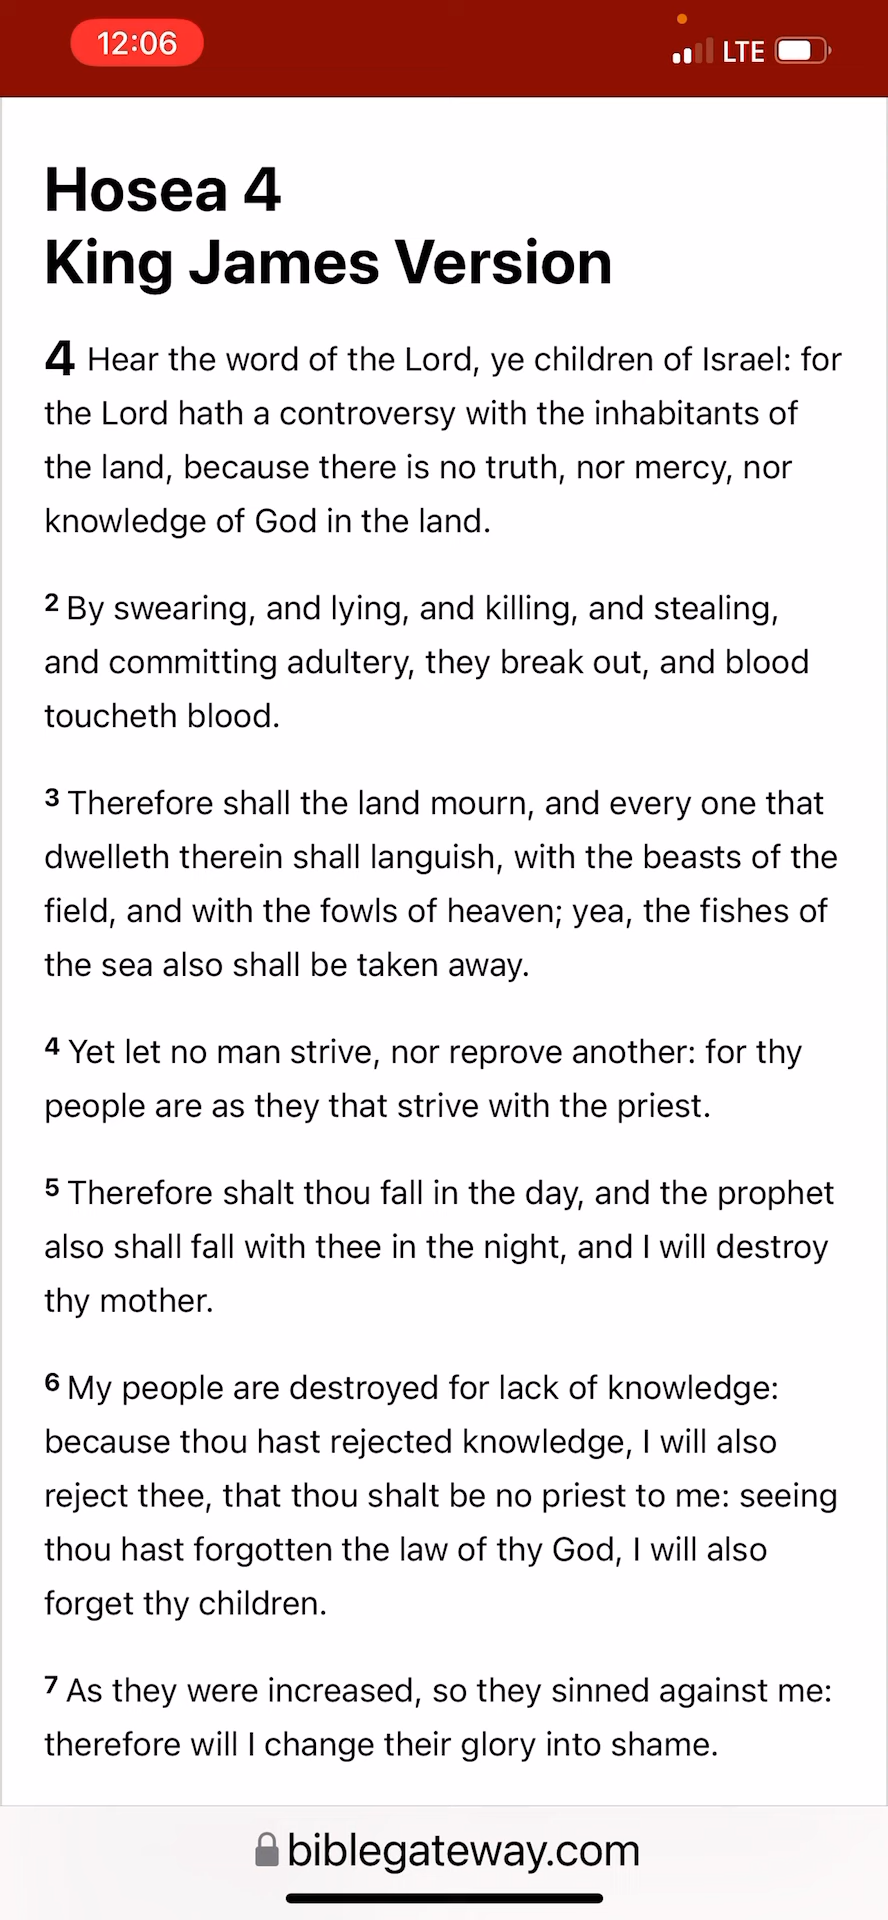 12:06
LTE
Hosea 4
King James Version
4 Hear the word of the Lord, ye children of Israel: for
the Lord hath a controversy with the inhabitants of
the land, because there is no truth, nor mercy, nor
knowledge of God in the land.
2 By swearing, and lying, and killing, and stealing,
and committing adultery, they break out, and blood
toucheth blood.
3 Therefore shall the land mourn, and every one that
dwelleth therein shall languish, with the beasts of the
field, and with the fowls of heaven; yea, the fishes of
the sea also shall be taken away.
4 Yet let no man strive, nor reprove another: for thy
people are as they that strive with the priest.
5 Therefore shalt thou fall in the day, and the prophet
also shall fall with thee in the night, and I will destroy
thy mother.
6 My people are destroyed for lack of knowledge:
because thou hast rejected knowledge, I will also
reject thee, that thou shalt be no priest to me: seeing
thou hast forgotten the law of thy God, I will also
forget thy children.
7 As they were increased, so they sinned against me:
therefore will I change their glory into shame.
biblegateway.com